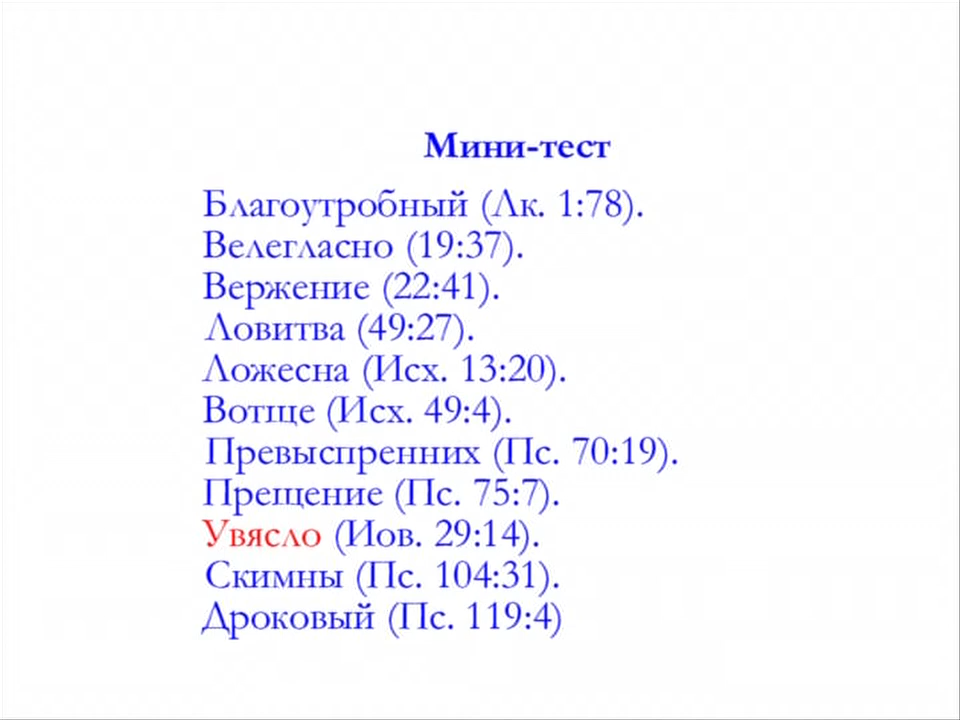 Мини-тест
Благоутробный (Лк. 1:78).
Велегласно (19:37).
Вержение (22:41).
Ловитва (49:27).
Ложесна (Исх. 13:20).
Вотще (Исх. 49:4).
Превыспренних (Пс. 70:19).
Прещение (Пс. 75:7).
Увясло (Иов. 29:14).
Скимны (Пс. 104:31).
Дроковый (Пс. 119:4)